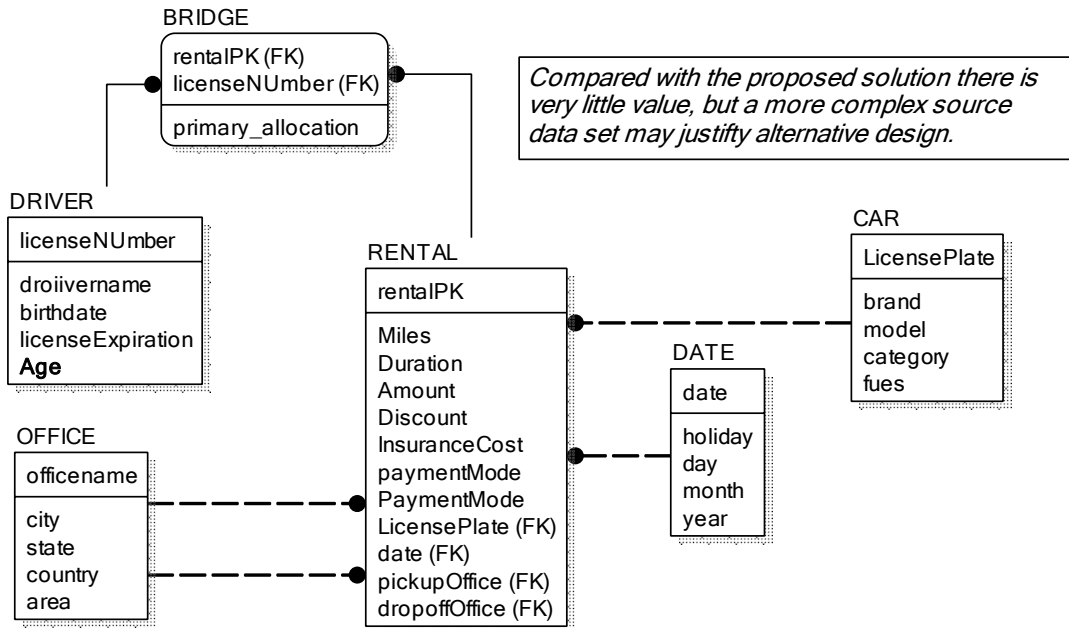 BRIDGE
rentalPK (FK)
licenseNUmber (FK)
primary_allocation
Compared with the proposed solution there is
very little value, but a more complex source
data set may justifty alternative design.
DRIVER
licenseNUmber
droiivername
birthdate
licenseExpiration
Age
RENTAL
rentalPK
Miles
Duration
Amount
Discount
InsuranceCost
paymentMode
PaymentMode
LicensePlate (FK)
date (FK)
pickupOffice (FK)
dropoffOffice (FK)
CAR
LicensePlate
brand
model
category
fues
DATE
date
holiday
day
month
year
OFFICE
officename
city
state
country
area